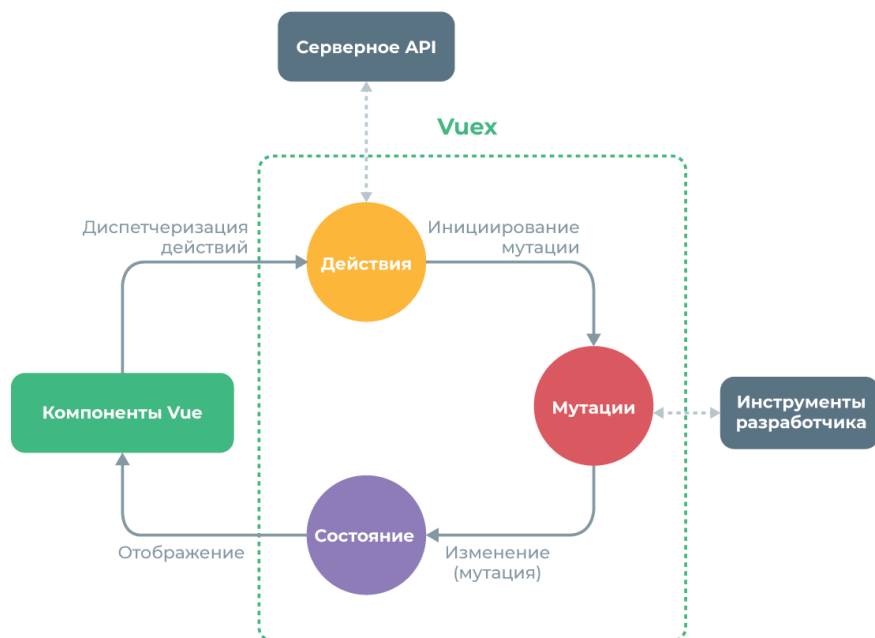 Серверное API
Vuex
Диспетчеризация
действий
Инициирование
мутации
Действия
Компоненты Vue
Мутации
Инструменты
разработчика
Состояние
Отображение
Изменение
(мутация)